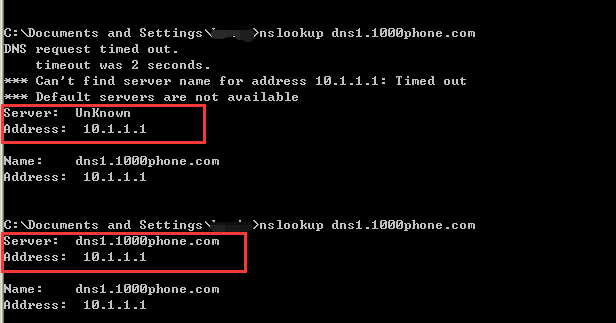 C:\Documents and Settings\>nslookup dns1.1000phone.com
DNS request timed out.
timeout was 2 seconds.
*** Can't find server name for address 10.1.1.1: Timed out
*** Default servers are not available
Server: UnKnown
Address: 10.1.1.1
Name: dns1.1000phone.com
Address: 10.1.1.1
C:\Documents and Settings\>nslookup dns1.1000phone.com
Server: dns1.1000phone.com
Address: 10.1.1.1
Name: dns1.1000phone.com
Address: 10.1.1.1